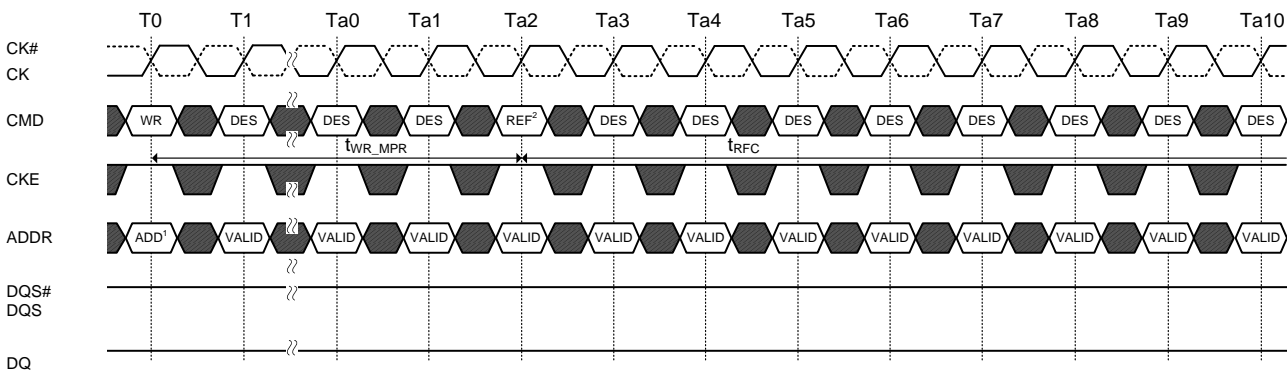 T0 T1 Ta0 Ta1 Ta2 Ta3 Ta4 Ta5 Ta6 Ta7 Ta8 Ta9 Ta10
CK#
CK
CMD WR DES DES DES REF² DES DES DES DES DES DES DES DES
tWR_MPR tRFC
CKE
ADDR ADD¹ VALID VALID VALID VALID VALID VALID VALID VALID VALID VALID VALID VALID
DQS#
DQS
DQ